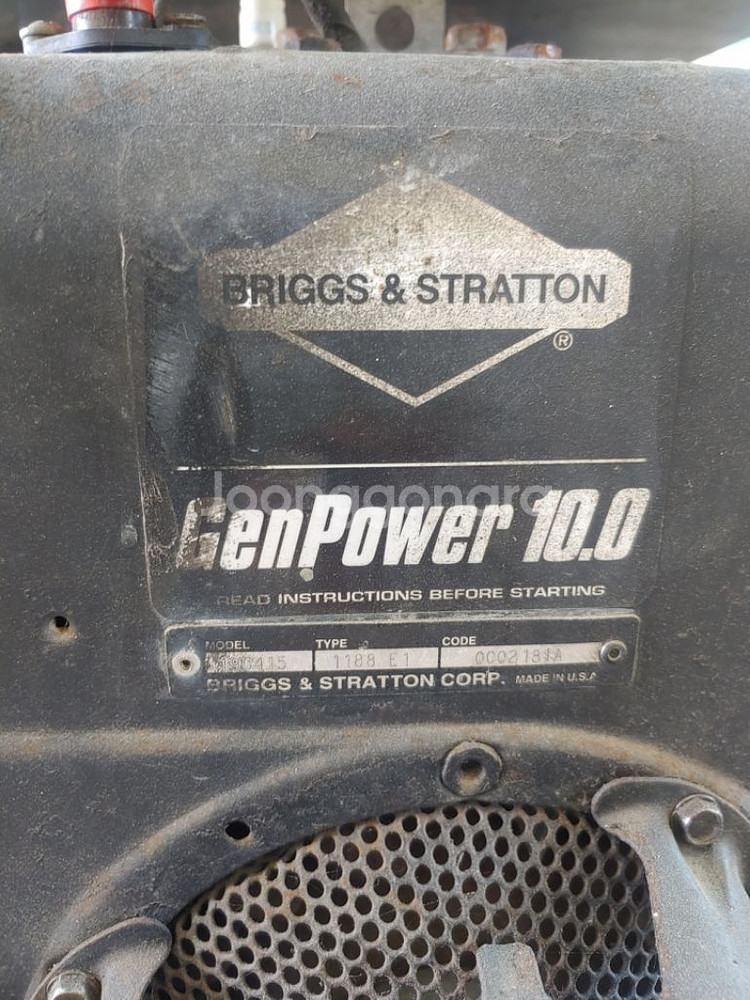 BRIGGS & STRATTON
®
Joonggonara
GenPower 10.0
READ INSTRUCTIONS BEFORE STARTING
MODEL TYPE CODE
1188 E1
BRIGGS & STRATTON CORP. MADE IN U.S.A